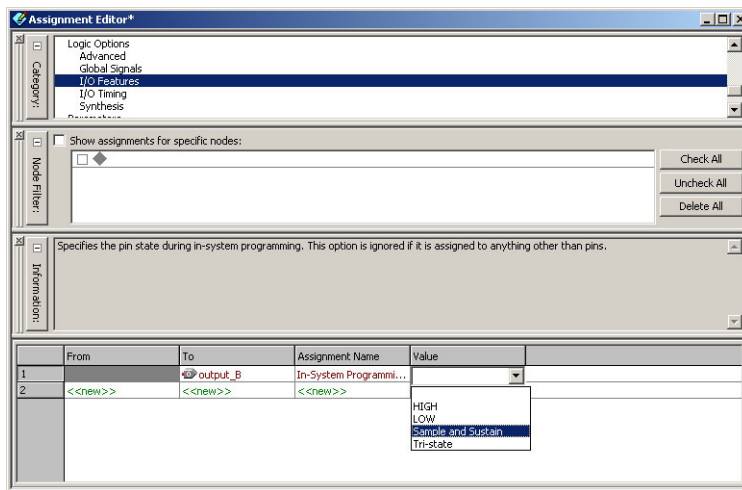 Assignment Editor*
Category:
Logic Options
Advanced
Global Signals
I/O Features
I/O Timing
Synthesis
Parameters
Node Filter:
Show assignments for specific nodes:
Check All
Uncheck All
Delete All
Information:
Specifies the pin state during in-system programming. This option is ignored if it is assigned to anything other than pins.
From To Assignment Name Value
1 output_B In-System Programmi...
2 <<new>> <<new>> <<new>>
HIGH
LOW
Sample and Sustain
Tri-state